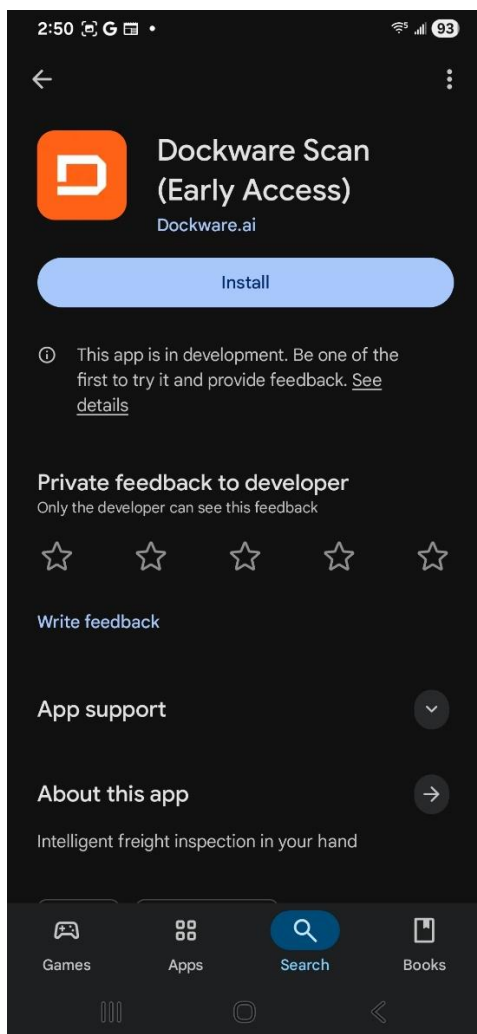 2:50 G
5 93
Dockware Scan
(Early Access)
Dockware.ai
Install
This app is in development. Be one of the
first to try it and provide feedback. See
details
Private feedback to developer
Only the developer can see this feedback
Write feedback
App support
About this app
Intelligent freight inspection in your hand
Games Apps Search Books